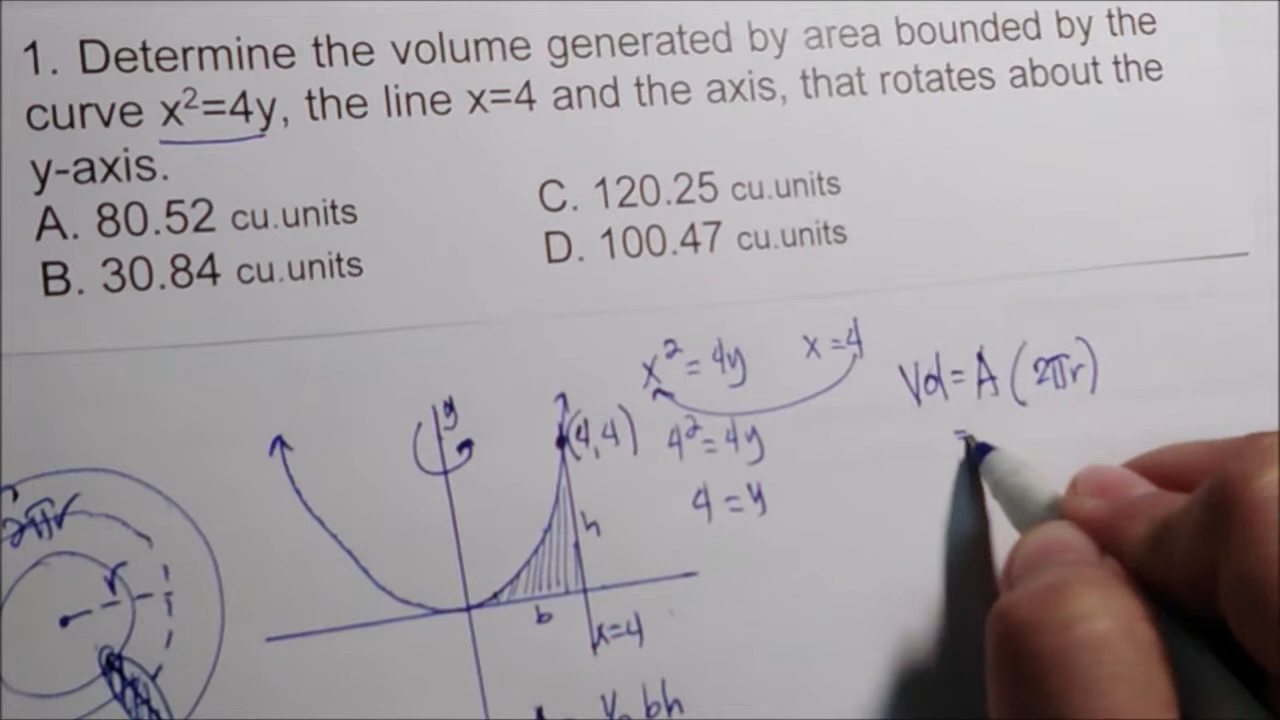 1. Determine the volume generated by area bounded by the
curve x²=4y, the line x=4 and the axis, that rotates about the
y-axis.
A. 80.52 cu.units
B. 30.84 cu.units
C. 120.25 cu.units
D. 100.47 cu.units
x² = 4y
x=4
Vol = A (2πr)
=
y
(4,4)
4² = 4y
4 = y
h
b
x=4
2πr
r
bh